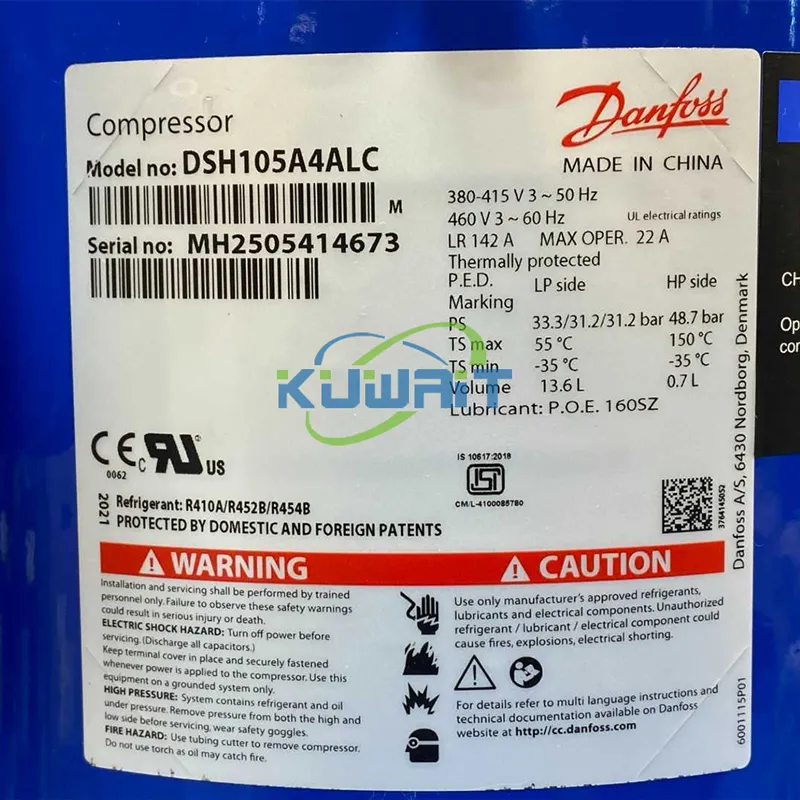 Compressor
Model no: DSH105A4ALC
M
Serial no: MH2505414673
Danfoss
MADE IN CHINA
380-415 V 3 ~ 50 Hz
460 V 3 ~ 60 Hz UL electrical ratings
LR 142 A MAX OPER. 22 A
Thermally protected
P.E.D. LP side HP side
Marking
PS 33.3/31.2/31.2 bar 48.7 bar
TS max 55 °C 150 °C
TS min -35 °C -35 °C
Volume 13.6 L 0.7 L
Lubricant: P.O.E. 160SZ
KUWAIT
CE
0062
c RU US
IS 10617:2018
ISI
CM/L-4100085780
2021
Refrigerant: R410A/R452B/R454B
PROTECTED BY DOMESTIC AND FOREIGN PATENTS
3764145052
Danfoss A/S, 6430 Nordborg, Denmark
WARNING
Installation and servicing shall be performed by trained
personnel only. Failure to observe these safety warnings
could result in serious injury or death.
ELECTRIC SHOCK HAZARD: Turn off power before
servicing. (Discharge all capacitors.)
Keep terminal cover in place and securely fastened
whenever power is applied to the compressor. Use this
equipment on a grounded system only.
HIGH PRESSURE: System contains refrigerant and oil
under pressure. Remove pressure from both the high and
low side before servicing, wear safety goggles.
FIRE HAZARD: Use tubing cutter to remove compressor.
Do not use torch as oil may catch fire.
CAUTION
Use only manufacturer's approved refrigerants,
lubricants and electrical components. Unauthorized
refrigerant / lubricant / electrical component could
cause fires, explosions, electrical shorting.
For details refer to multi language instructions and
technical documentation available on Danfoss
website at http://cc.danfoss.com
6001115P01
CH
Op
con